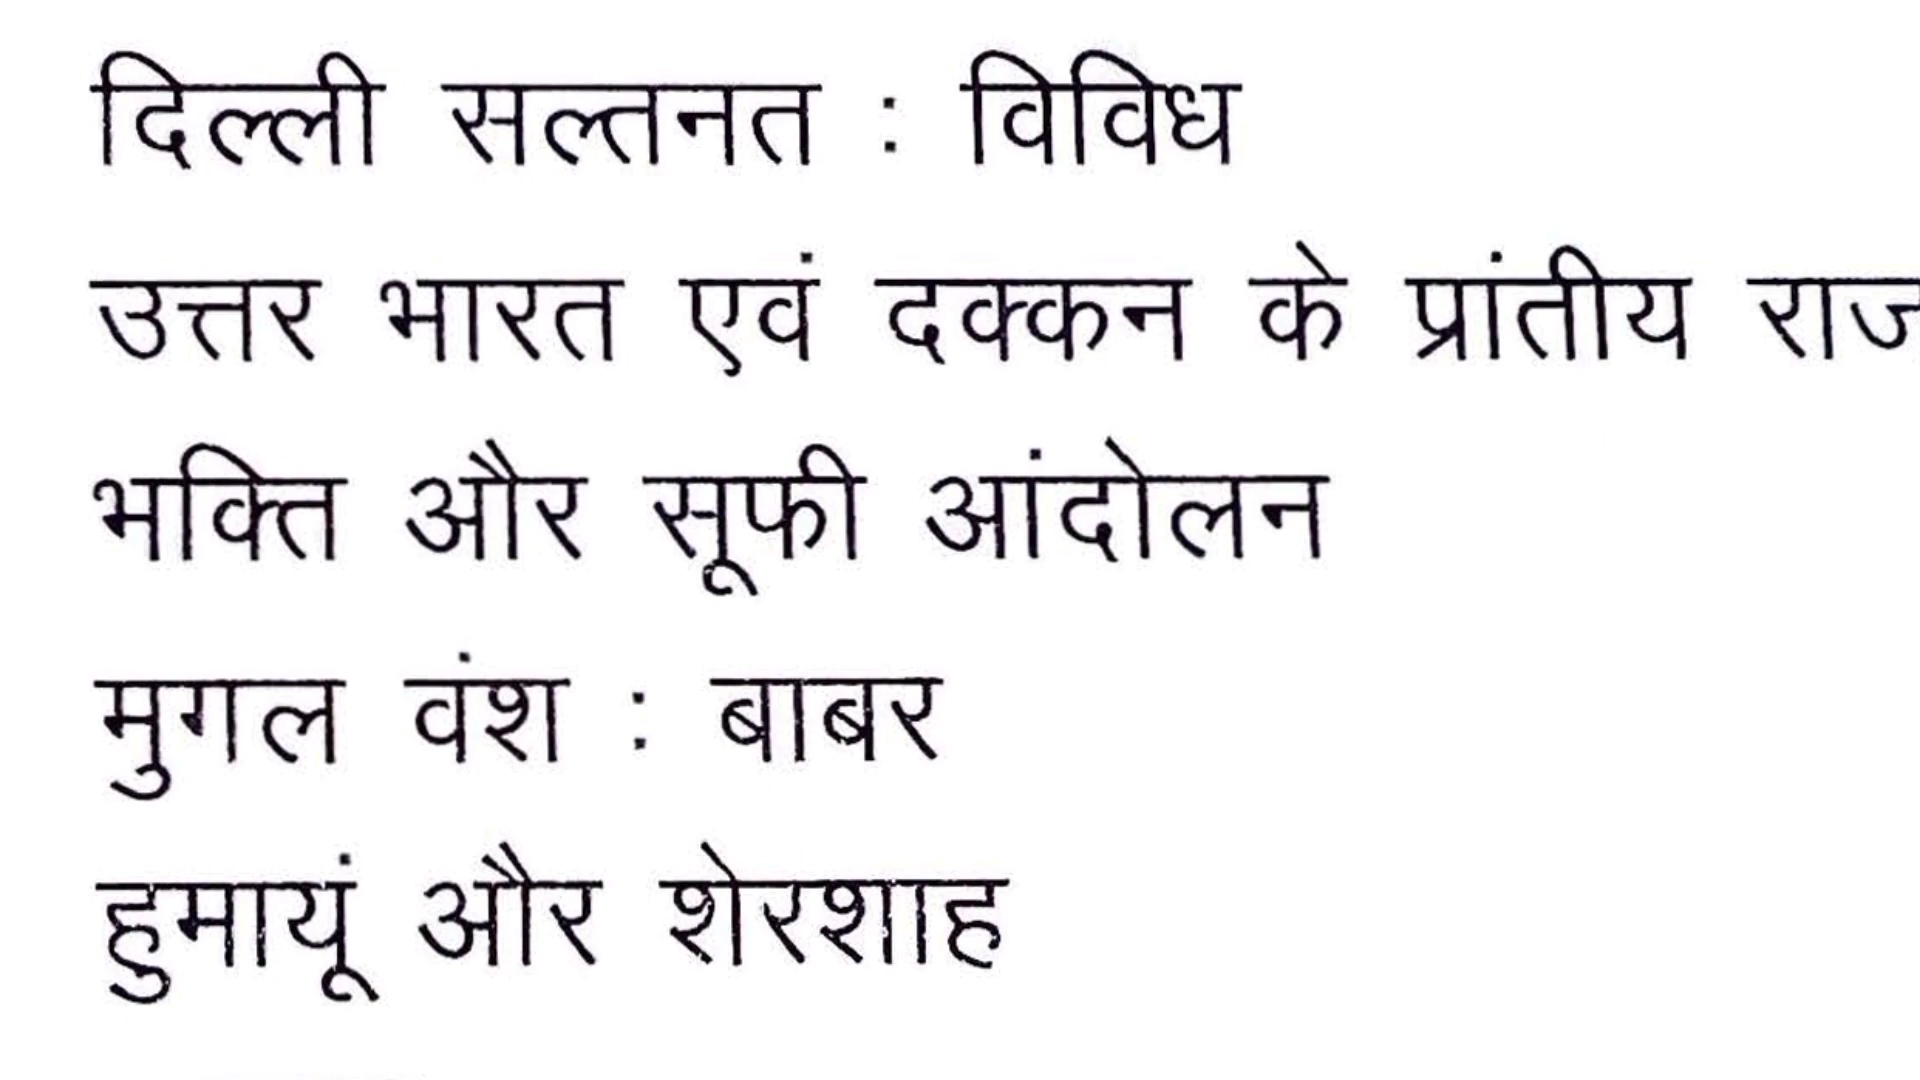 दिल्ली सल्तनत : विविध
उत्तर भारत एवं दक्कन के प्रांतीय
भक्ति और सूफी आंदोलन
मुगल वंश : बाबर
हुमायूं और शेरशाह